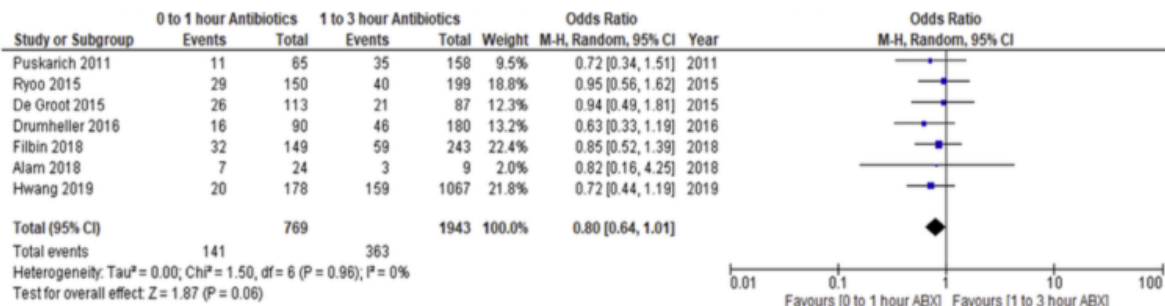 0 to 1 hour Antibiotics 1 to 3 hour Antibiotics Odds Ratio Odds Ratio
Study or Subgroup Events Total Events Total Weight M-H, Random, 95% CI Year M-H, Random, 95% CI
Puskarich 2011 11 65 35 158 9.5% 0.72 [0.34, 1.51] 2011
Ryoo 2015 29 150 40 199 18.8% 0.95 [0.56, 1.62] 2015
De Groot 2015 26 113 21 87 12.3% 0.94 [0.49, 1.81] 2015
Drumheller 2016 16 90 46 180 13.2% 0.63 [0.33, 1.19] 2016
Filbin 2018 32 149 59 243 22.4% 0.85 [0.52, 1.39] 2018
Alam 2018 7 24 3 9 2.0% 0.82 [0.16, 4.25] 2018
Hwang 2019 20 178 159 1067 21.8% 0.72 [0.44, 1.19] 2019
Total (95% CI) 769 1943 100.0% 0.80 [0.64, 1.01]
Total events 141 363
Heterogeneity: Tau² = 0.00; Chi² = 1.50, df = 6 (P = 0.96); I² = 0%
Test for overall effect: Z = 1.87 (P = 0.06)
0.01 0.1 1 10 100
Favours [0 to 1 hour ABX] Favours [1 to 3 hour ABX]